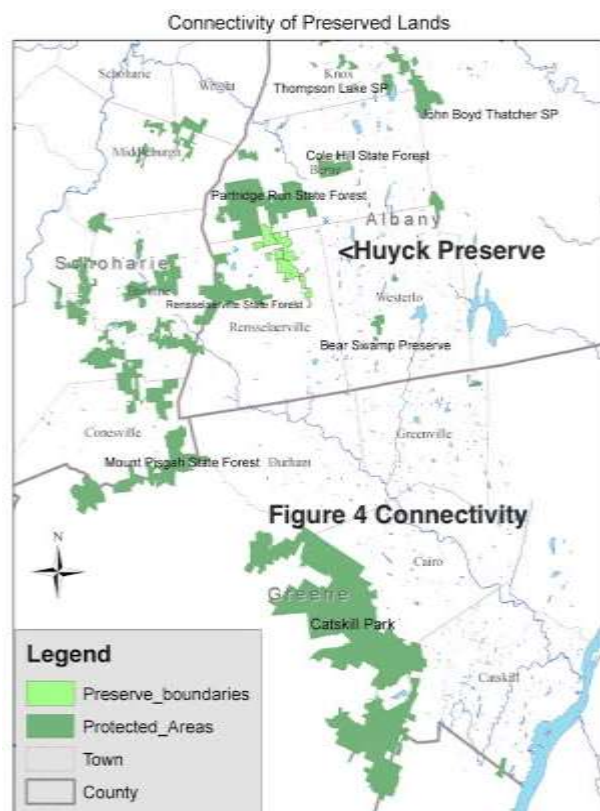 Connectivity of Preserved Lands
Schoharie
Wright
Knox
Thompson Lake SP
John Boyd Thatcher SP
Middleburgh
Cole Hill State Forest
Berne
Partridge Run State Forest
Albany
<Huyck Preserve
Schoharie
Rensselaerville State Forest
Westerlo
Rensselaerville
Bear Swamp Preserve
Conesville
Greenville
Mount Pisgah State Forest
Durham
Figure 4 Connectivity
N
Cairo
Greene
Catskill Park
Catskill
Legend
Preserve_boundaries
Protected_Areas
Town
County